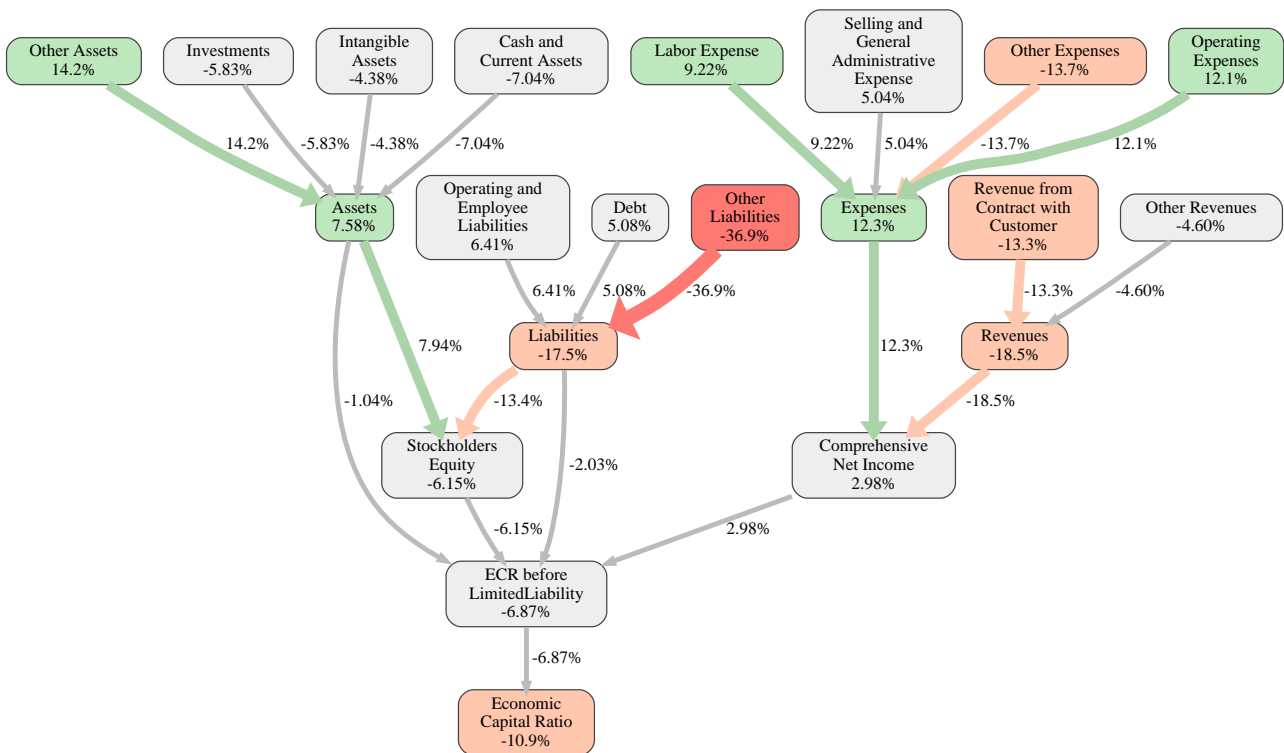 Other Assets
14.2%
Investments
-5.83%
Intangible
Assets
-4.38%
Cash and
Current Assets
-7.04%
Labor Expense
9.22%
Selling and
General
Administrative
Expense
5.04%
Other Expenses
-13.7%
Operating
Expenses
12.1%
14.2%
-5.83%
-4.38%
-7.04%
9.22%
5.04%
-13.7%
12.1%
Assets
7.58%
Operating and
Employee
Liabilities
6.41%
Debt
5.08%
Other
Liabilities
-36.9%
Expenses
12.3%
Revenue from
Contract with
Customer
-13.3%
Other Revenues
-4.60%
6.41%
5.08%
-36.9%
-13.3%
-4.60%
Liabilities
-17.5%
Revenues
-18.5%
7.94%
12.3%
-1.04%
-13.4%
-18.5%
Stockholders
Equity
-6.15%
-2.03%
Comprehensive
Net Income
2.98%
-6.15%
2.98%
ECR before
LimitedLiability
-6.87%
-6.87%
Economic
Capital Ratio
-10.9%